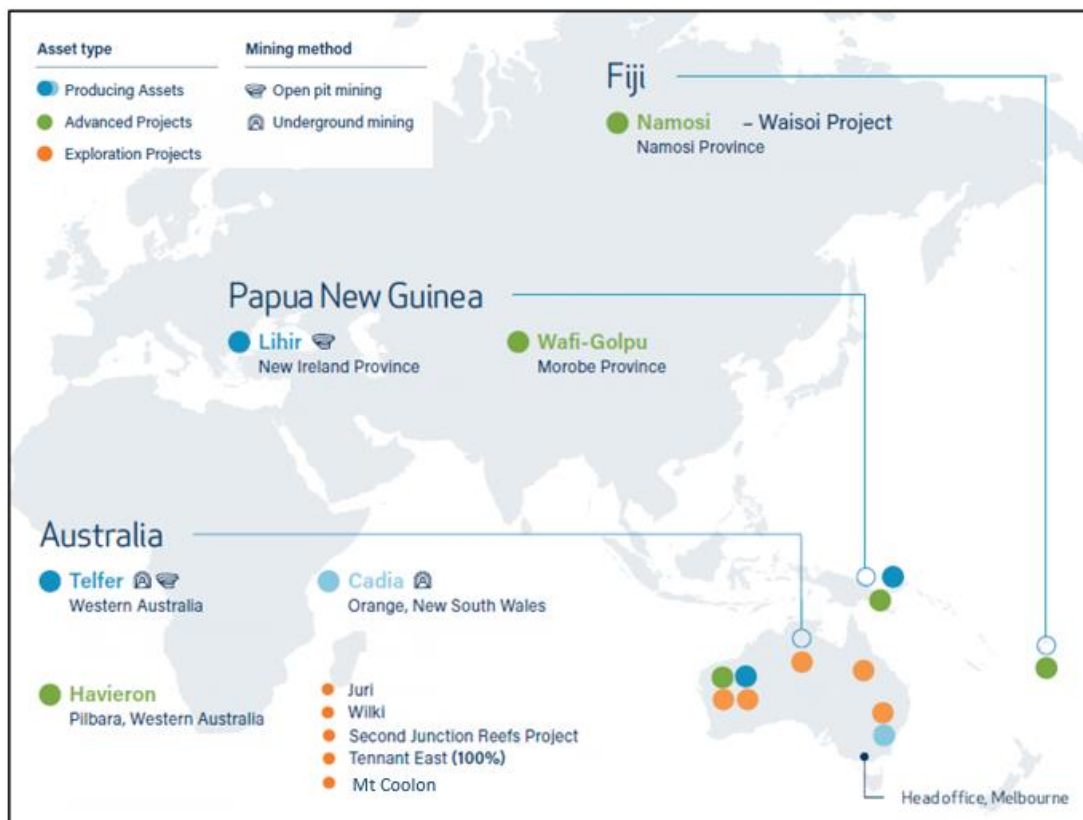 Asset type
Mining method
Producing Assets
Open pit mining
Advanced Projects
Underground mining
Exploration Projects
Fiji
Namosi – Waisoi Project
Namosi Province
Papua New Guinea
Lihir
New Ireland Province
Wafi-Golpu
Morobe Province
Australia
Telfer
Western Australia
Cadia
Orange, New South Wales
Havieron
Pilbara, Western Australia
Juri
Wilki
Second Junction Reefs Project
Tennant East (100%)
Mt Coolon
Head office, Melbourne